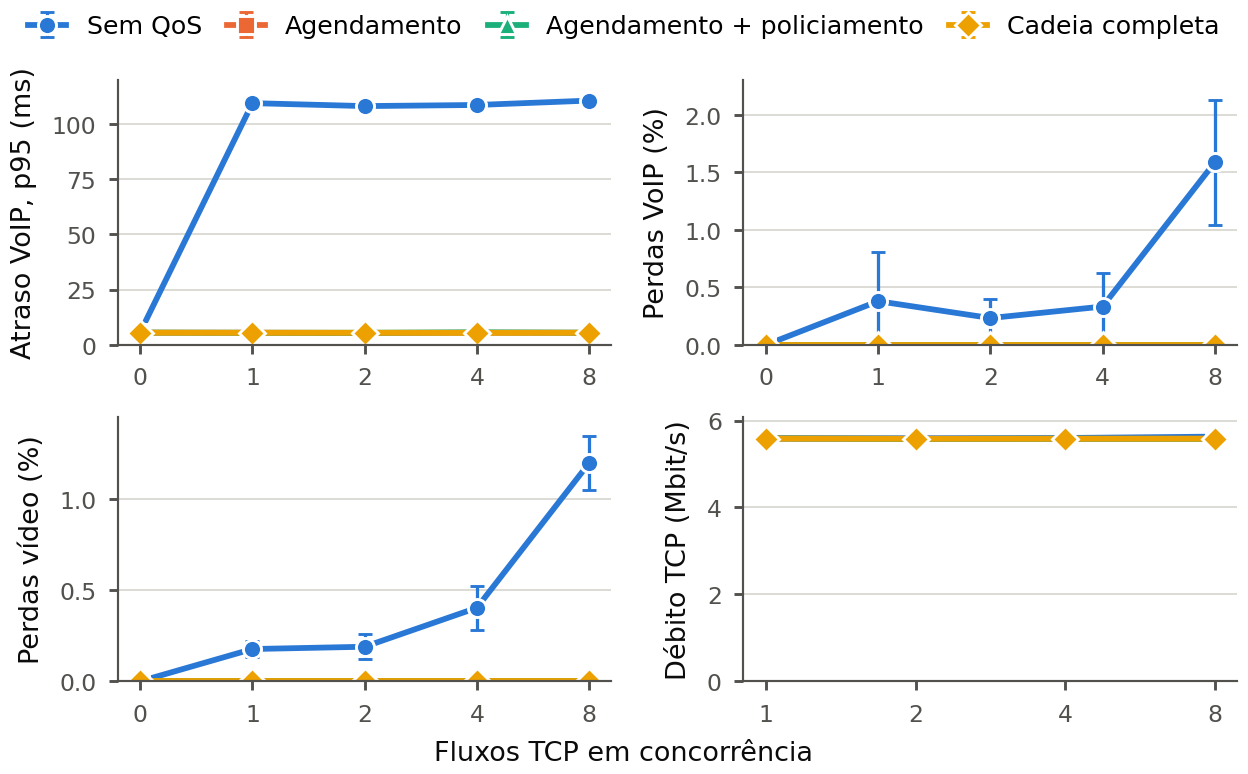 Sem QoS Agendamento Agendamento + policiamento Cadeia completa
Atraso VoIP, p95 (ms)
100
75
50
25
0
0 1 2 4 8
Perdas VoIP (%)
2.0
1.5
1.0
0.5
0.0
0 1 2 4 8
Perdas vídeo (%)
1.0
0.5
0.0
0 1 2 4 8
Débito TCP (Mbit/s)
6
4
2
0
1 2 4 8
Fluxos TCP em concorrência